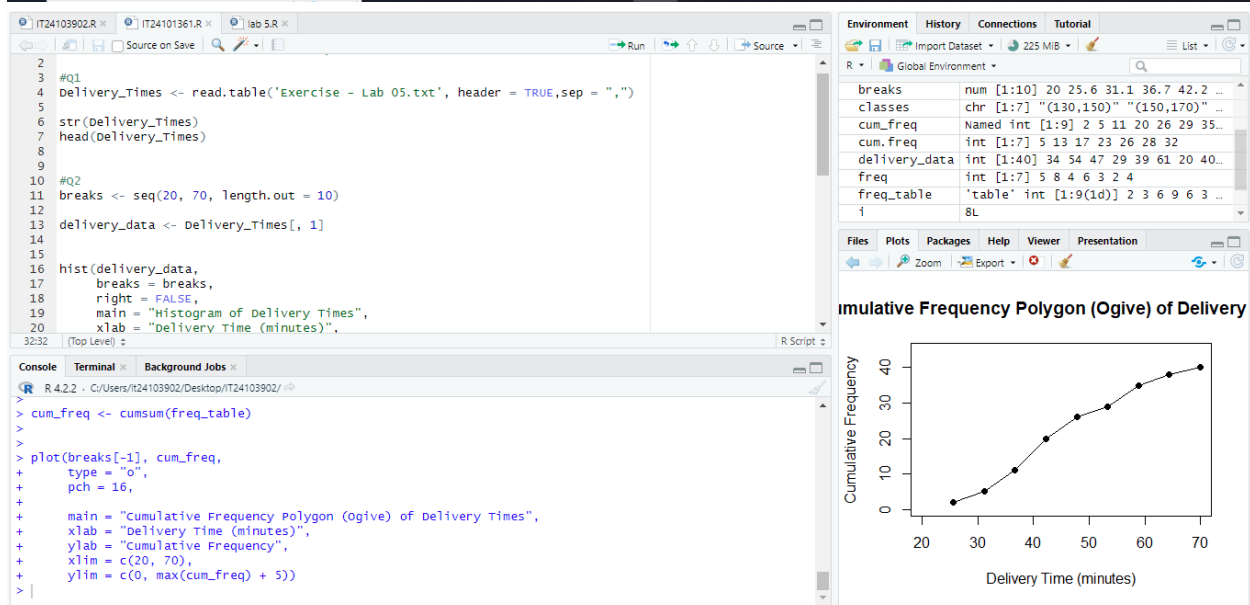 IT24103902.R
IT24101361.R
lab 5.R
Source on Save
Run
Source
2
3 #Q1
4 Delivery_Times <- read.table('Exercise - Lab 05.txt', header = TRUE,sep = ",")
5
6 str(Delivery_Times)
7 head(Delivery_Times)
8
9
10 #Q2
11 breaks <- seq(20, 70, length.out = 10)
12
13 delivery_data <- Delivery_Times[, 1]
14
15
16 hist(delivery_data,
17 breaks = breaks,
18 right = FALSE,
19 main = "Histogram of Delivery Times",
20 xlab = "Delivery Time (minutes)",
32:32 (Top Level) R Script
Console Terminal Background Jobs
R 4.2.2 · C:/Users/it24103902/Desktop/IT24103902/
>
> cum_freq <- cumsum(freq_table)
>
>
> plot(breaks[-1], cum_freq,
+ type = "o",
+ pch = 16,
+
+ main = "Cumulative Frequency Polygon (Ogive) of Delivery Times",
+ xlab = "Delivery Time (minutes)",
+ ylab = "Cumulative Frequency",
+ xlim = c(20, 70),
+ ylim = c(0, max(cum_freq) + 5))
>
Environment History Connections Tutorial
Import Dataset 225 MiB List
R Global Environment
breaks num [1:10] 20 25.6 31.1 36.7 42.2 …
classes chr [1:7] "(130,150)" "(150,170)" …
cum_freq Named int [1:9] 2 5 11 20 26 29 35…
cum.freq int [1:7] 5 13 17 23 26 28 32
delivery_data int [1:40] 34 54 47 29 39 61 20 40…
freq int [1:7] 5 8 4 6 3 2 4
freq_table 'table' int [1:9(1d)] 2 3 6 9 6 3 …
i 8L
Files Plots Packages Help Viewer Presentation
Zoom Export
umulative Frequency Polygon (Ogive) of Delivery
Cumulative Frequency
40
30
20
10
0
20 30 40 50 60 70
Delivery Time (minutes)